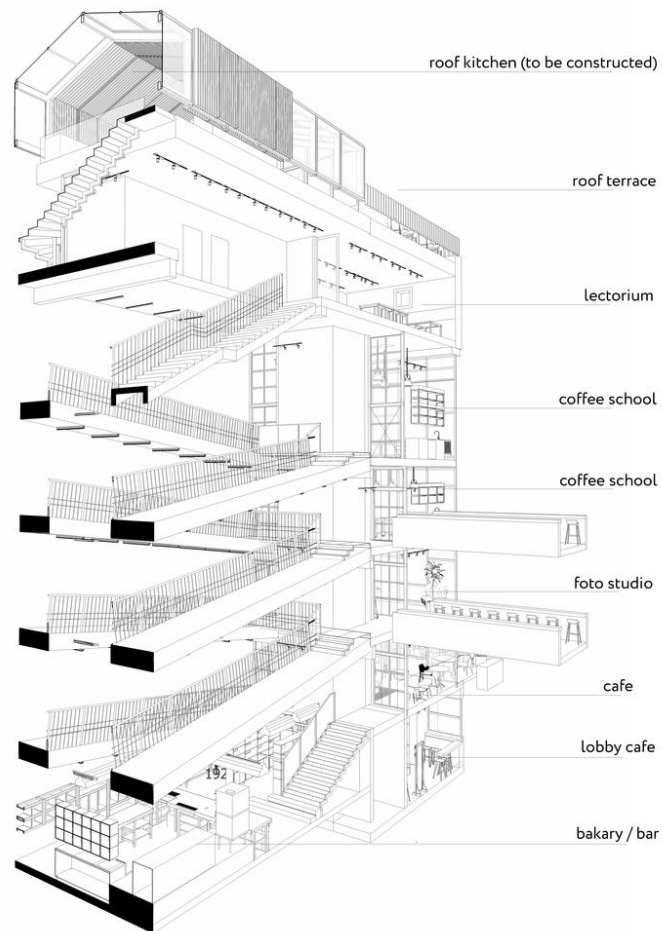 roof kitchen (to be constructed)
roof terrace
lectorium
coffee school
coffee school
foto studio
cafe
lobby cafe
192
bakary / bar